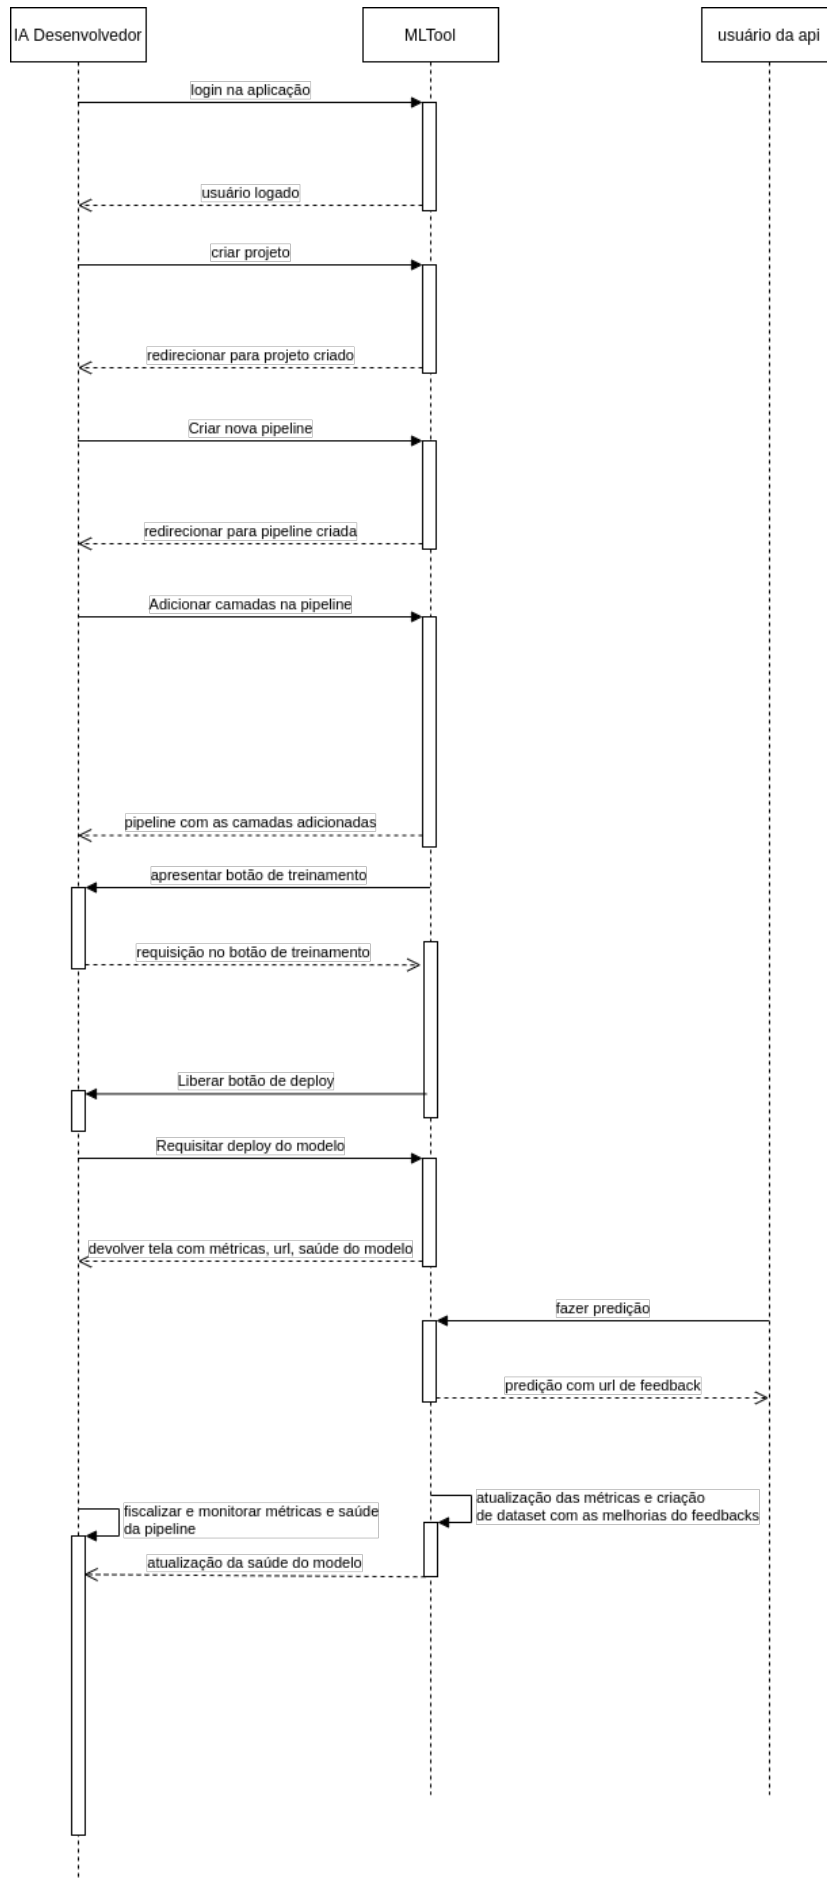 IA Desenvolvedor
MLTool
usuário da api
login na aplicação
usuário logado
criar projeto
redirecionar para projeto criado
Criar nova pipeline
redirecionar para pipeline criada
Adicionar camadas na pipeline
pipeline com as camadas adicionadas
apresentar botão de treinamento
requisição no botão de treinamento
Liberar botão de deploy
Requisitar deploy do modelo
devolver tela com métricas, url, saúde do modelo
fazer predição
predição com url de feedback
atualização das métricas e criação
de dataset com as melhorias do feedbacks
fiscalizar e monitorar métricas e saúde
da pipeline
atualização da saúde do modelo